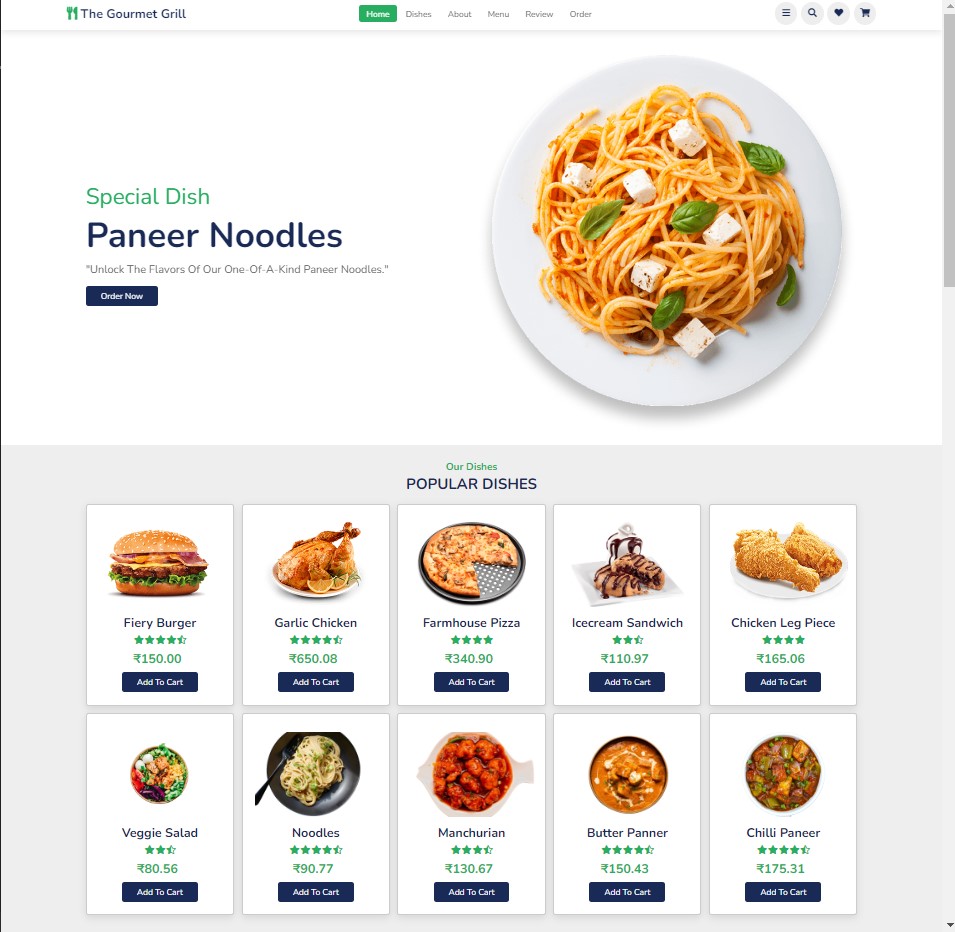 The Gourmet Grill
Home Dishes About Menu Review Order
Special Dish
Paneer Noodles
"Unlock The Flavors Of Our One-Of-A-Kind Paneer Noodles."
Order Now
Our Dishes
POPULAR DISHES
Fiery Burger Garlic Chicken Farmhouse Pizza Icecream Sandwich Chicken Leg Piece
₹150.00 ₹650.08 ₹340.90 ₹110.97 ₹165.06
Add To Cart Add To Cart Add To Cart Add To Cart Add To Cart
Veggie Salad Noodles Manchurian Butter Panner Chilli Paneer
₹80.56 ₹90.77 ₹130.67 ₹150.43 ₹175.31
Add To Cart Add To Cart Add To Cart Add To Cart Add To Cart